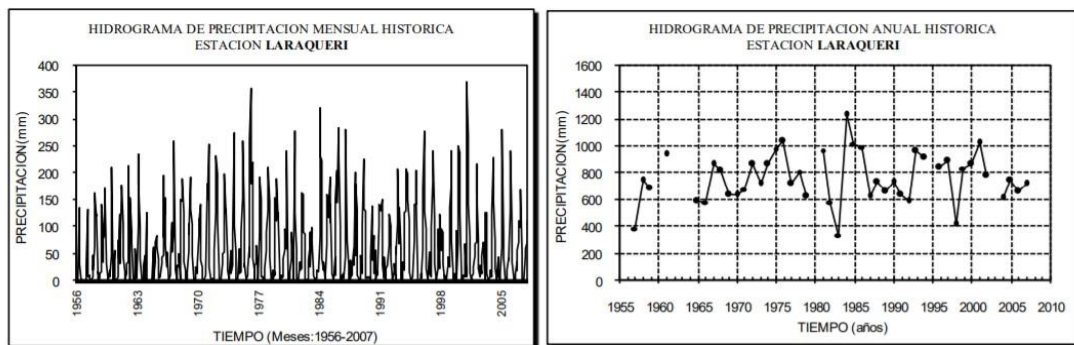 HIDROGRAMA DE PRECIPITACION MENSUAL HISTORICA
ESTACION LARAQUERI
PRECIPITACION(mm)
400
350
300
250
200
150
100
50
0
1956
1963
1970
1977
1984
1991
1998
2005
TIEMPO (Meses:1956-2007)
HIDROGRAMA DE PRECIPITACION ANUAL HISTORICA
ESTACION LARAQUERI
PRECIPITACION(mm)
1600
1400
1200
1000
800
600
400
200
0
1955 1960 1965 1970 1975 1980 1985 1990 1995 2000 2005 2010
TIEMPO (años)